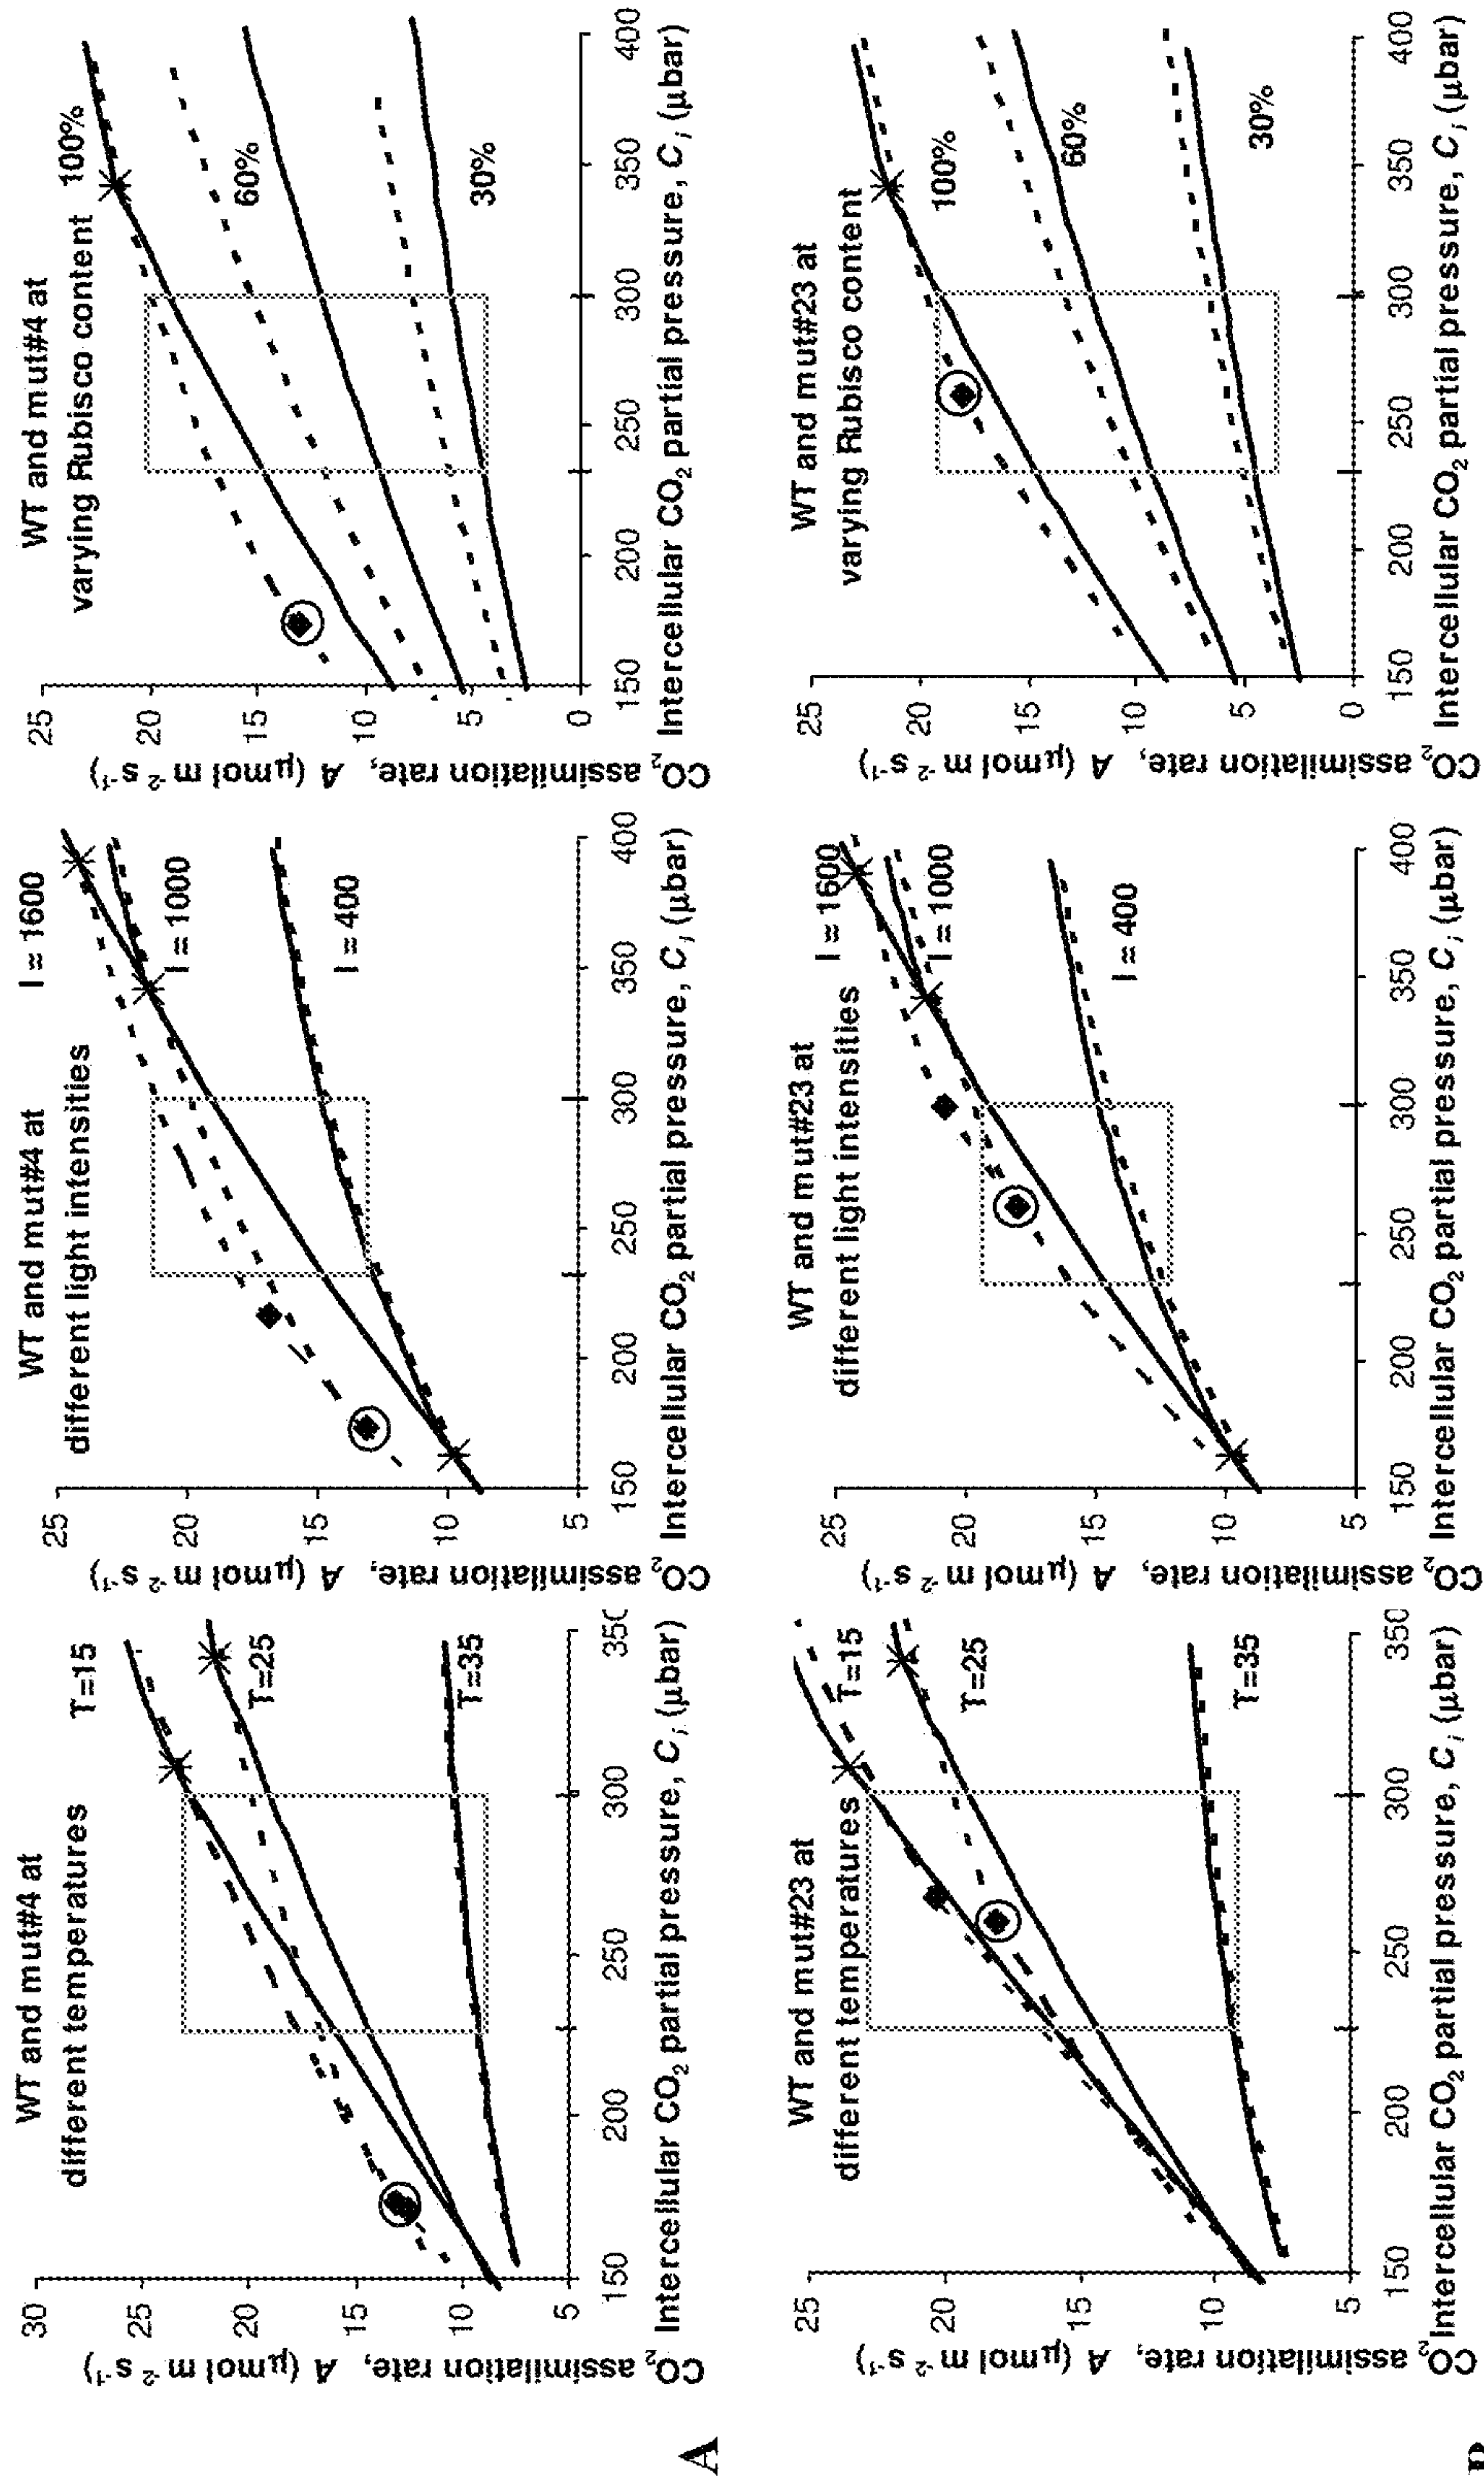 A
WT and mut#4 at
different temperatures
CO₂ assimilation rate, A (µmol m⁻² s⁻¹)
30
25
20
15
10
5
T=15
T=25
T=35
150
200
250
300
Intercellular CO₂ partial pressure, Cᵢ (µbar)
WT and mut#4 at
different light intensities
CO₂ assimilation rate, A (µmol m⁻² s⁻¹)
25
20
15
10
5
I = 1600
I = 1000
I = 400
150
200
250
300
350
400
Intercellular CO₂ partial pressure, Cᵢ (µbar)
WT and mut#4 at
varying Rubisco content
CO₂ assimilation rate, A (µmol m⁻² s⁻¹)
25
20
15
10
5
0
100%
60%
30%
150
200
250
300
350
400
Intercellular CO₂ partial pressure, Cᵢ (µbar)
WT and mut#23 at
different temperatures
CO₂ assimilation rate, A (µmol m⁻² s⁻¹)
25
20
15
10
5
T=15
T=25
T=35
150
200
250
300
350
Intercellular CO₂ partial pressure, Cᵢ (µbar)
WT and mut#23 at
different light intensities
CO₂ assimilation rate, A (µmol m⁻² s⁻¹)
25
20
15
10
5
I = 1600
I = 1000
I = 400
150
200
250
300
350
400
Intercellular CO₂ partial pressure, Cᵢ (µbar)
WT and mut#23 at
varying Rubisco content
CO₂ assimilation rate, A (µmol m⁻² s⁻¹)
25
20
15
10
5
0
100%
60%
30%
150
200
250
300
350
400
Intercellular CO₂ partial pressure, Cᵢ (µbar)